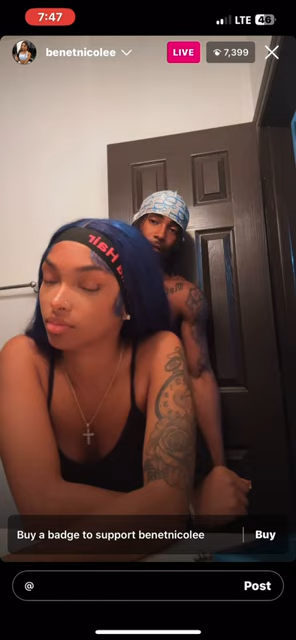 7:47
LTE 46
benetnicolee
LIVE
7,399
Hair
Buy a badge to support benetnicolee
Buy
@
Post